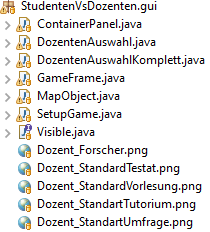 StudentenVsDozenten.gui
ContainerPanel.java
DozentenAuswahl.java
DozentenAuswahlKomplett.java
GameFrame.java
MapObject.java
SetupGame.java
Visible.java
Dozent_Forscher.png
Dozent_StandardTestat.png
Dozent_StandardVorlesung.png
Dozent_StandartTutorium.png
Dozent_StandartUmfrage.png